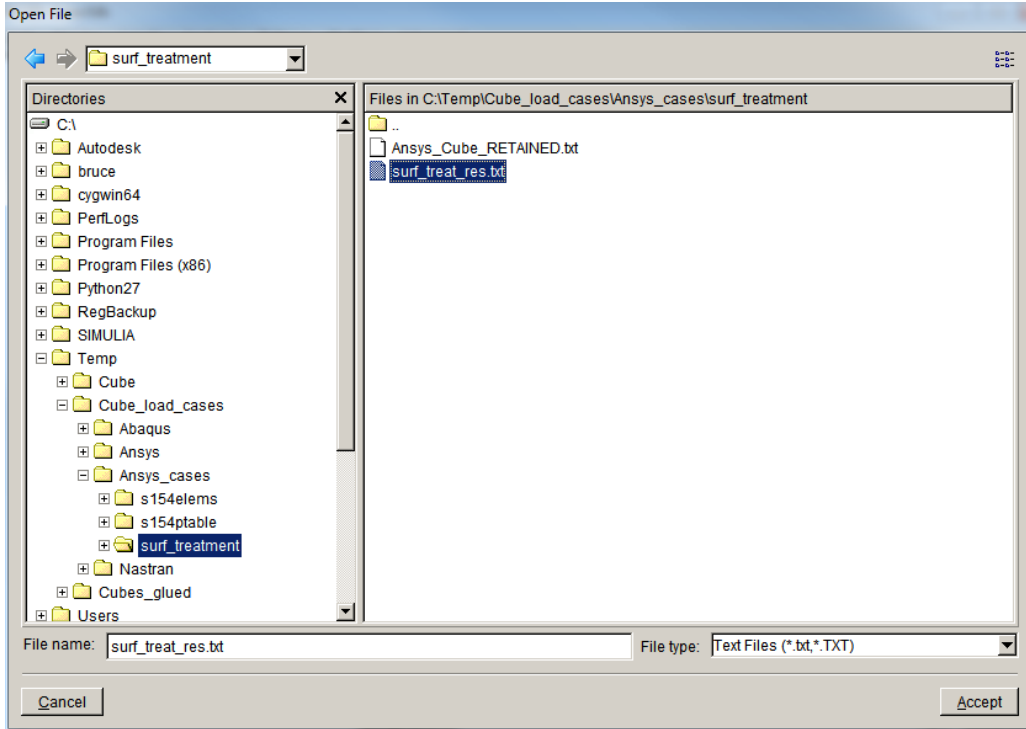 Open File
surf_treatment
Directories
Files in C:\Temp\Cube_load_cases\Ansys_cases\surf_treatment
C:\
Autodesk
bruce
cygwin64
PerfLogs
Program Files
Program Files (x86)
Python27
RegBackup
SIMULIA
Temp
Cube
Cube_load_cases
Abaqus
Ansys
Ansys_cases
s154elems
s154ptable
surf_treatment
Nastran
Cubes_glued
Users
..
Ansys_Cube_RETAINED.txt
surf_treat_res.txt
File name: surf_treat_res.txt
File type: Text Files (*.txt,*.TXT)
Cancel
Accept